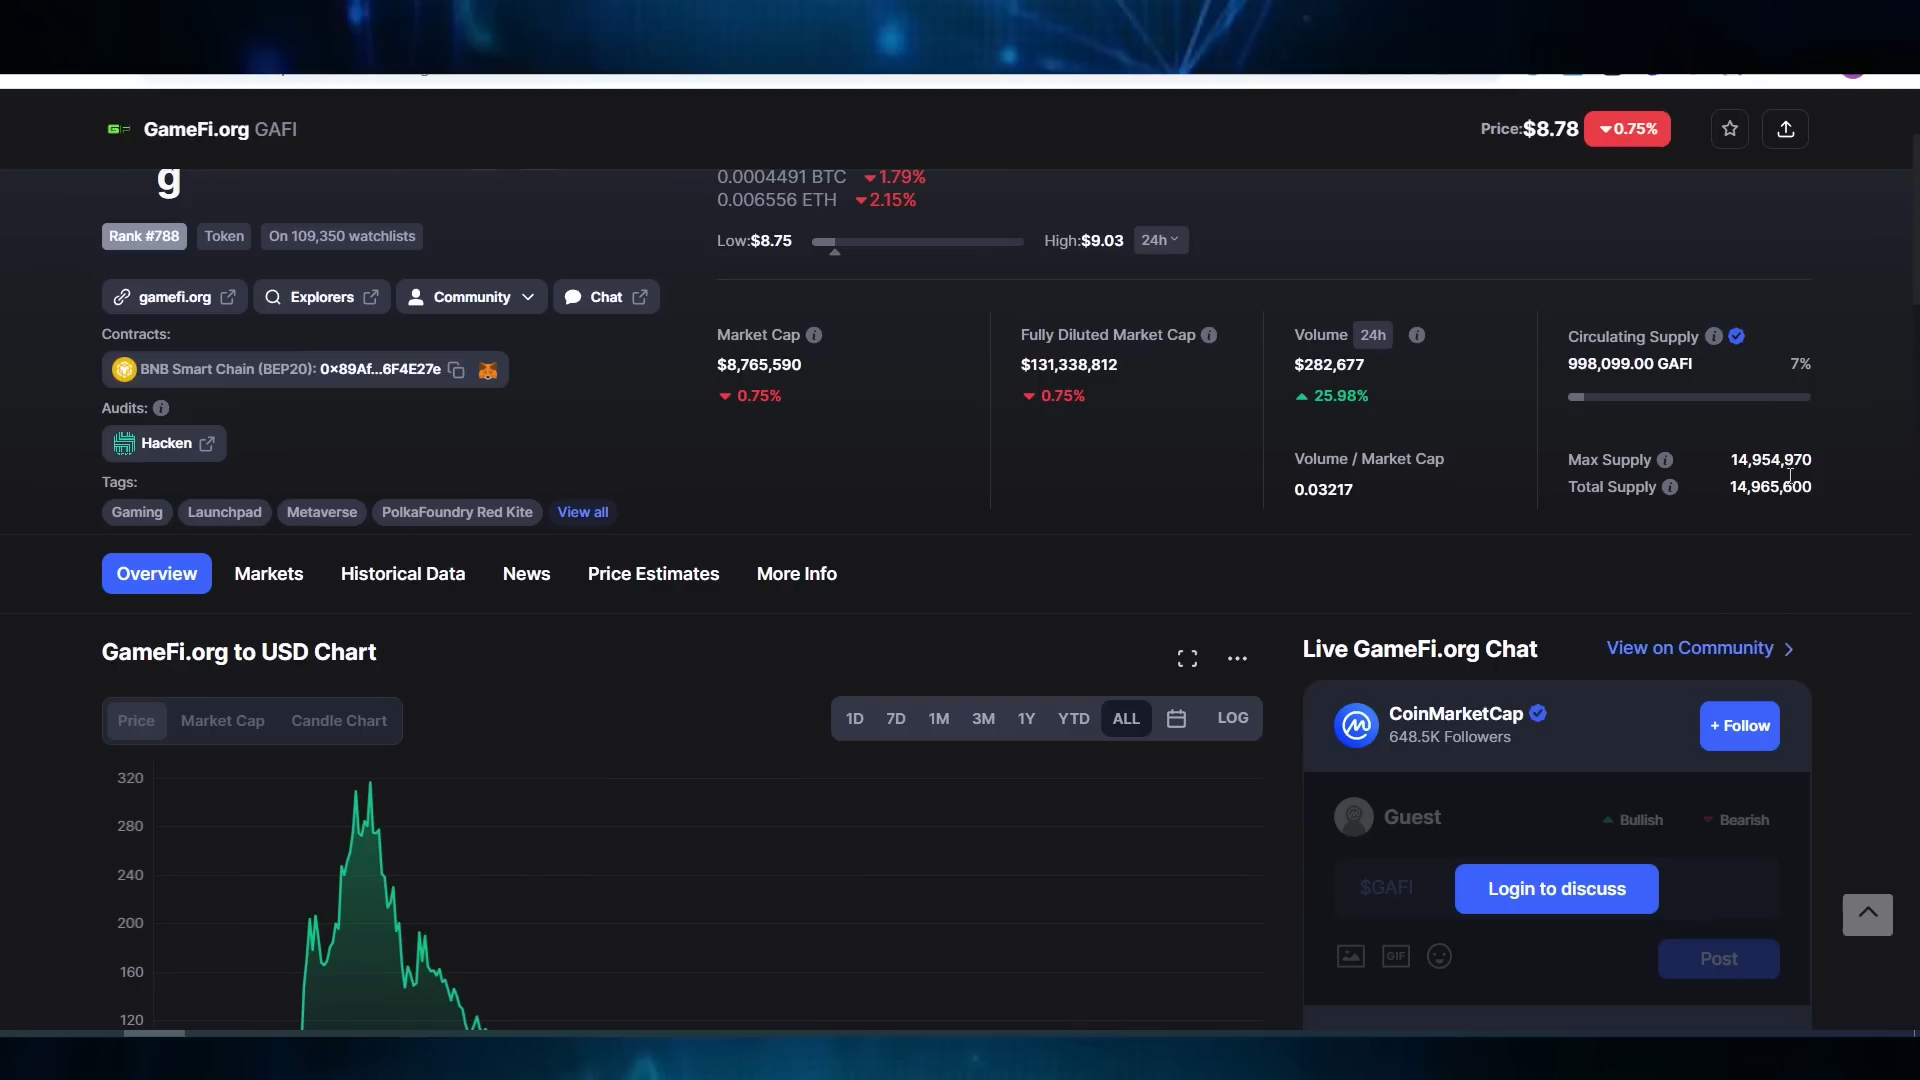 GameFi.org GAFI
Price:$8.78 0.75%
g
0.0004491 BTC 1.79%
0.006556 ETH 2.15%
Rank #788 Token On 109,350 watchlists
Low:$8.75 High:$9.03 24h
gamefi.org Explorers Community Chat
Contracts:
BNB Smart Chain (BEP20): 0x89Af...6F4E27e
Audits:
Hacken
Tags:
Gaming Launchpad Metaverse PolkaFoundry Red Kite View all
Market Cap
$8,765,590
0.75%
Fully Diluted Market Cap
$131,338,812
0.75%
Volume 24h
$282,677
25.98%
Volume / Market Cap
0.03217
Circulating Supply
998,099.00 GAFI 7%
Max Supply 14,954,970
Total Supply 14,965,600
Overview Markets Historical Data News Price Estimates More Info
GameFi.org to USD Chart
Price Market Cap Candle Chart
1D 7D 1M 3M 1Y YTD ALL LOG
320
280
240
200
160
120
Live GameFi.org Chat View on Community
CoinMarketCap
648.5K Followers
+ Follow
Guest Bullish Bearish
$GAFI
Login to discuss
GIF
Post